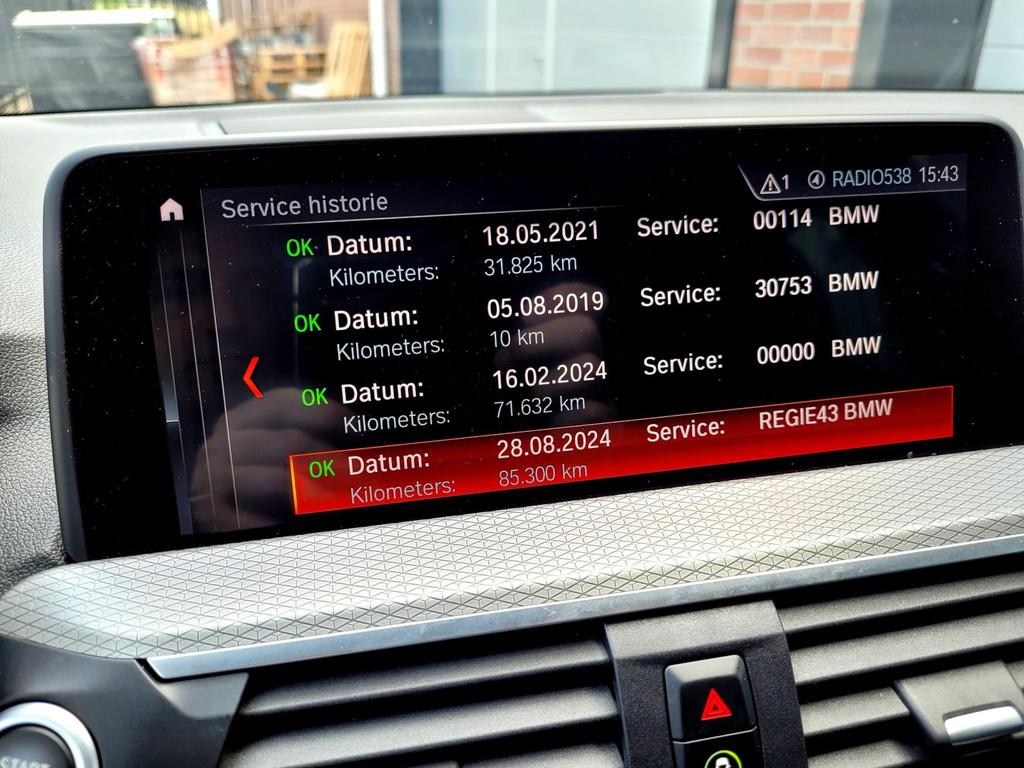 1 RADIO538 15:43
Service historie
OK Datum: 18.05.2021 Service: 00114 BMW
Kilometers: 31.825 km
OK Datum: 05.08.2019 Service: 30753 BMW
Kilometers: 10 km
OK Datum: 16.02.2024 Service: 00000 BMW
Kilometers: 71.632 km
OK Datum: 28.08.2024 Service: REGIE43 BMW
Kilometers: 85.300 km
START